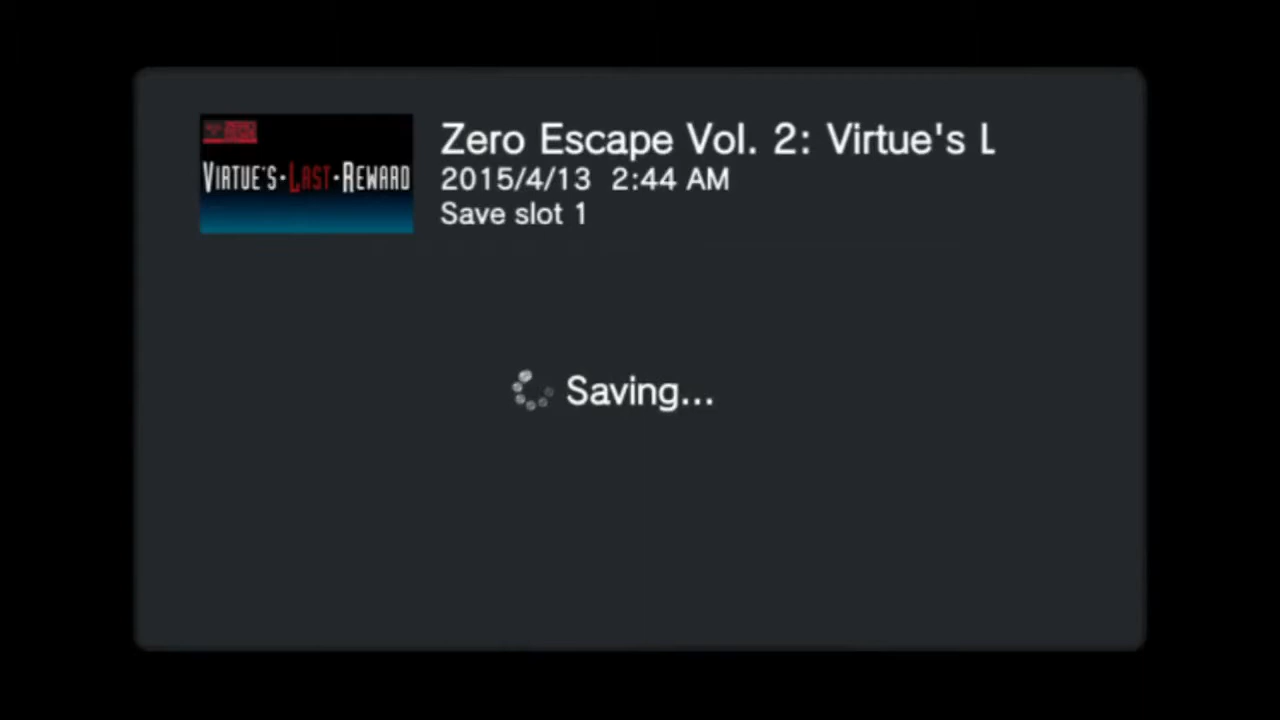 Zero Escape Vol. 2: Virtue's L
2015/4/13 2:44 AM
Save slot 1
VIRTUE'S·LAST·REWARD
Saving...